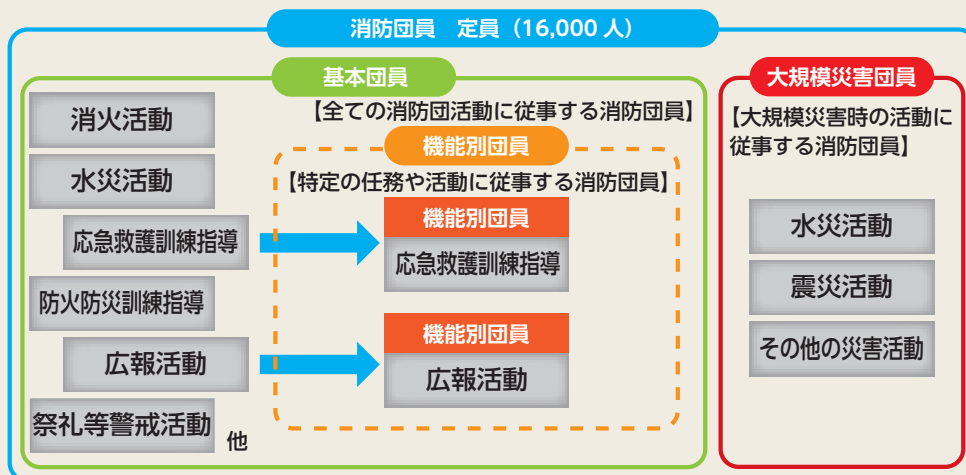 消防団員 定員（16,000人）
基本団員
【全ての消防団活動に従事する消防団員】
消火活動
水災活動
応急救護訓練指導
防火防災訓練指導
広報活動
祭礼等警戒活動 他
機能別団員
【特定の任務や活動に従事する消防団員】
機能別団員
応急救護訓練指導
機能別団員
広報活動
大規模災害団員
【大規模災害時の活動に
従事する消防団員】
水災活動
震災活動
その他の災害活動